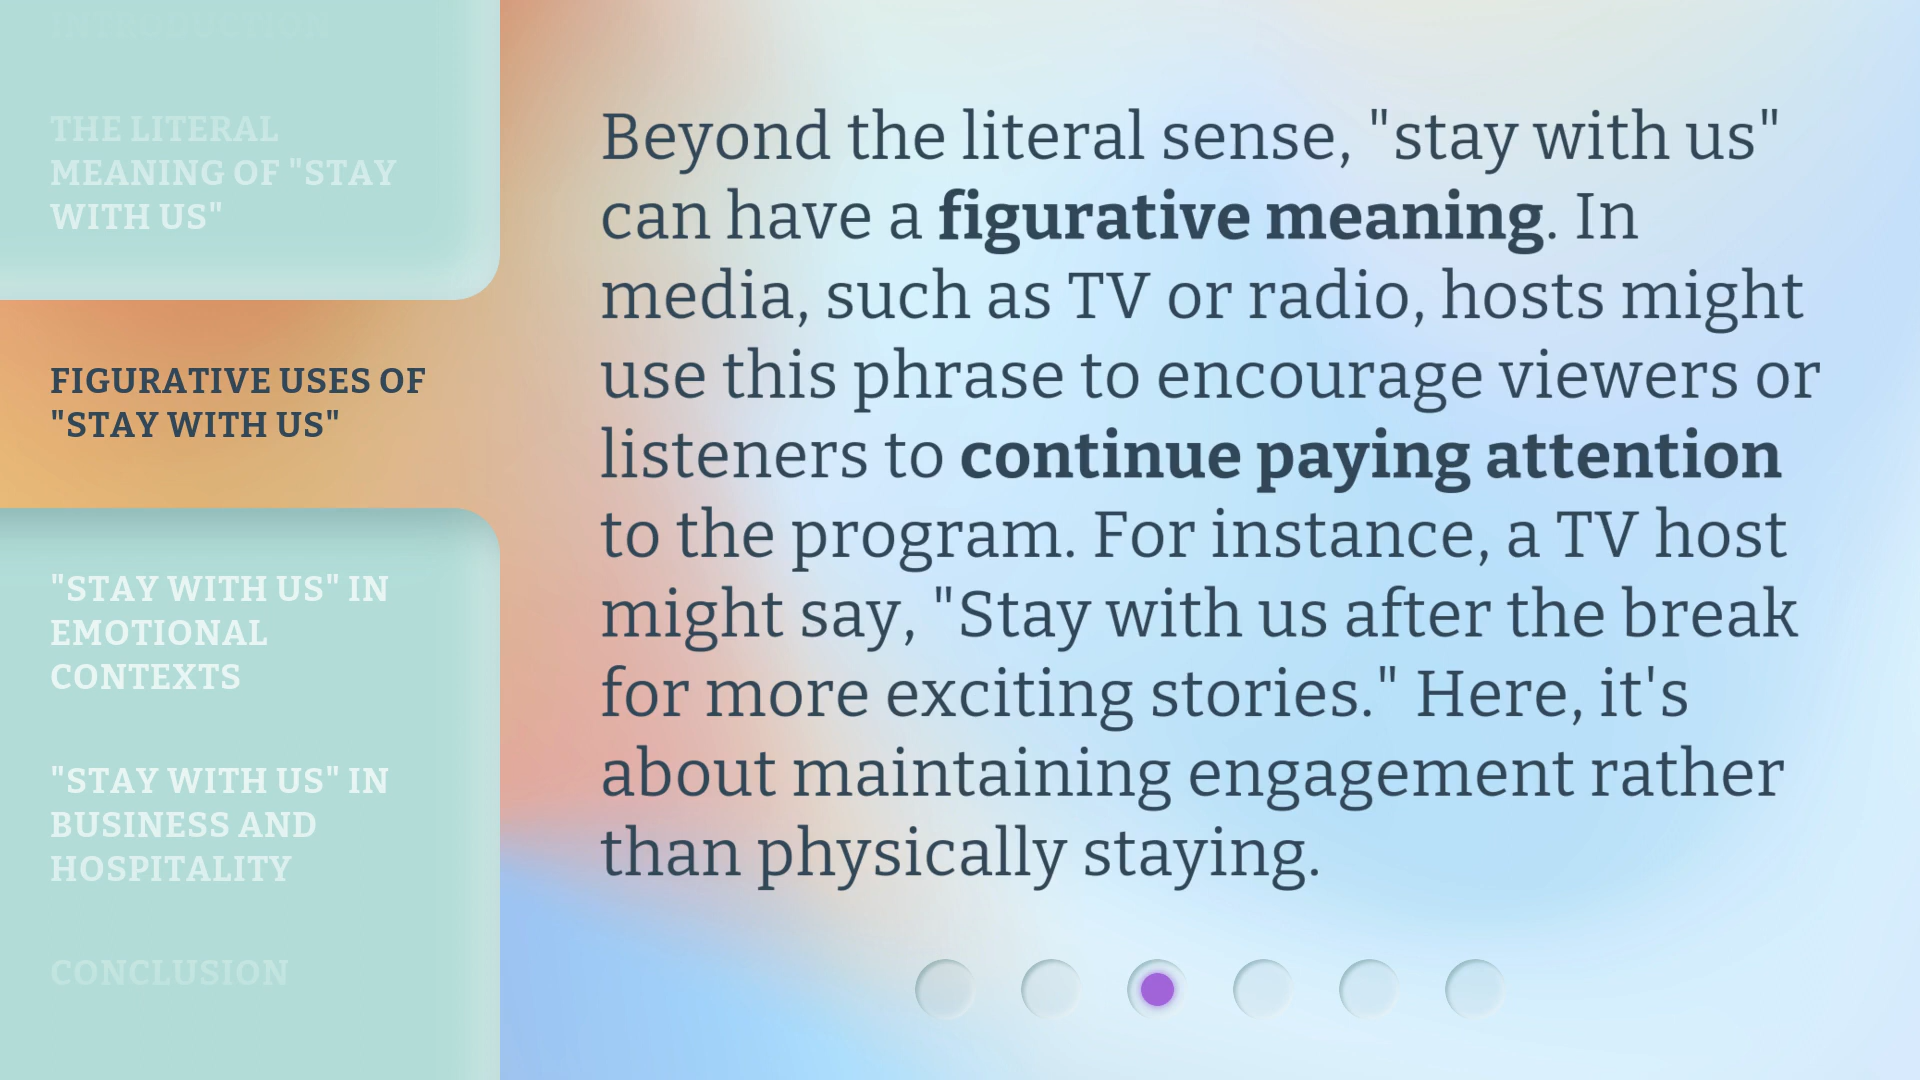 INTRODUCTION
THE LITERAL
MEANING OF "STAY
WITH US"
FIGURATIVE USES OF
"STAY WITH US"
"STAY WITH US" IN
EMOTIONAL
CONTEXTS
"STAY WITH US" IN
BUSINESS AND
HOSPITALITY
CONCLUSION
Beyond the literal sense, "stay with us"
can have a figurative meaning. In
media, such as TV or radio, hosts might
use this phrase to encourage viewers or
listeners to continue paying attention
to the program. For instance, a TV host
might say, "Stay with us after the break
for more exciting stories." Here, it's
about maintaining engagement rather
than physically staying.